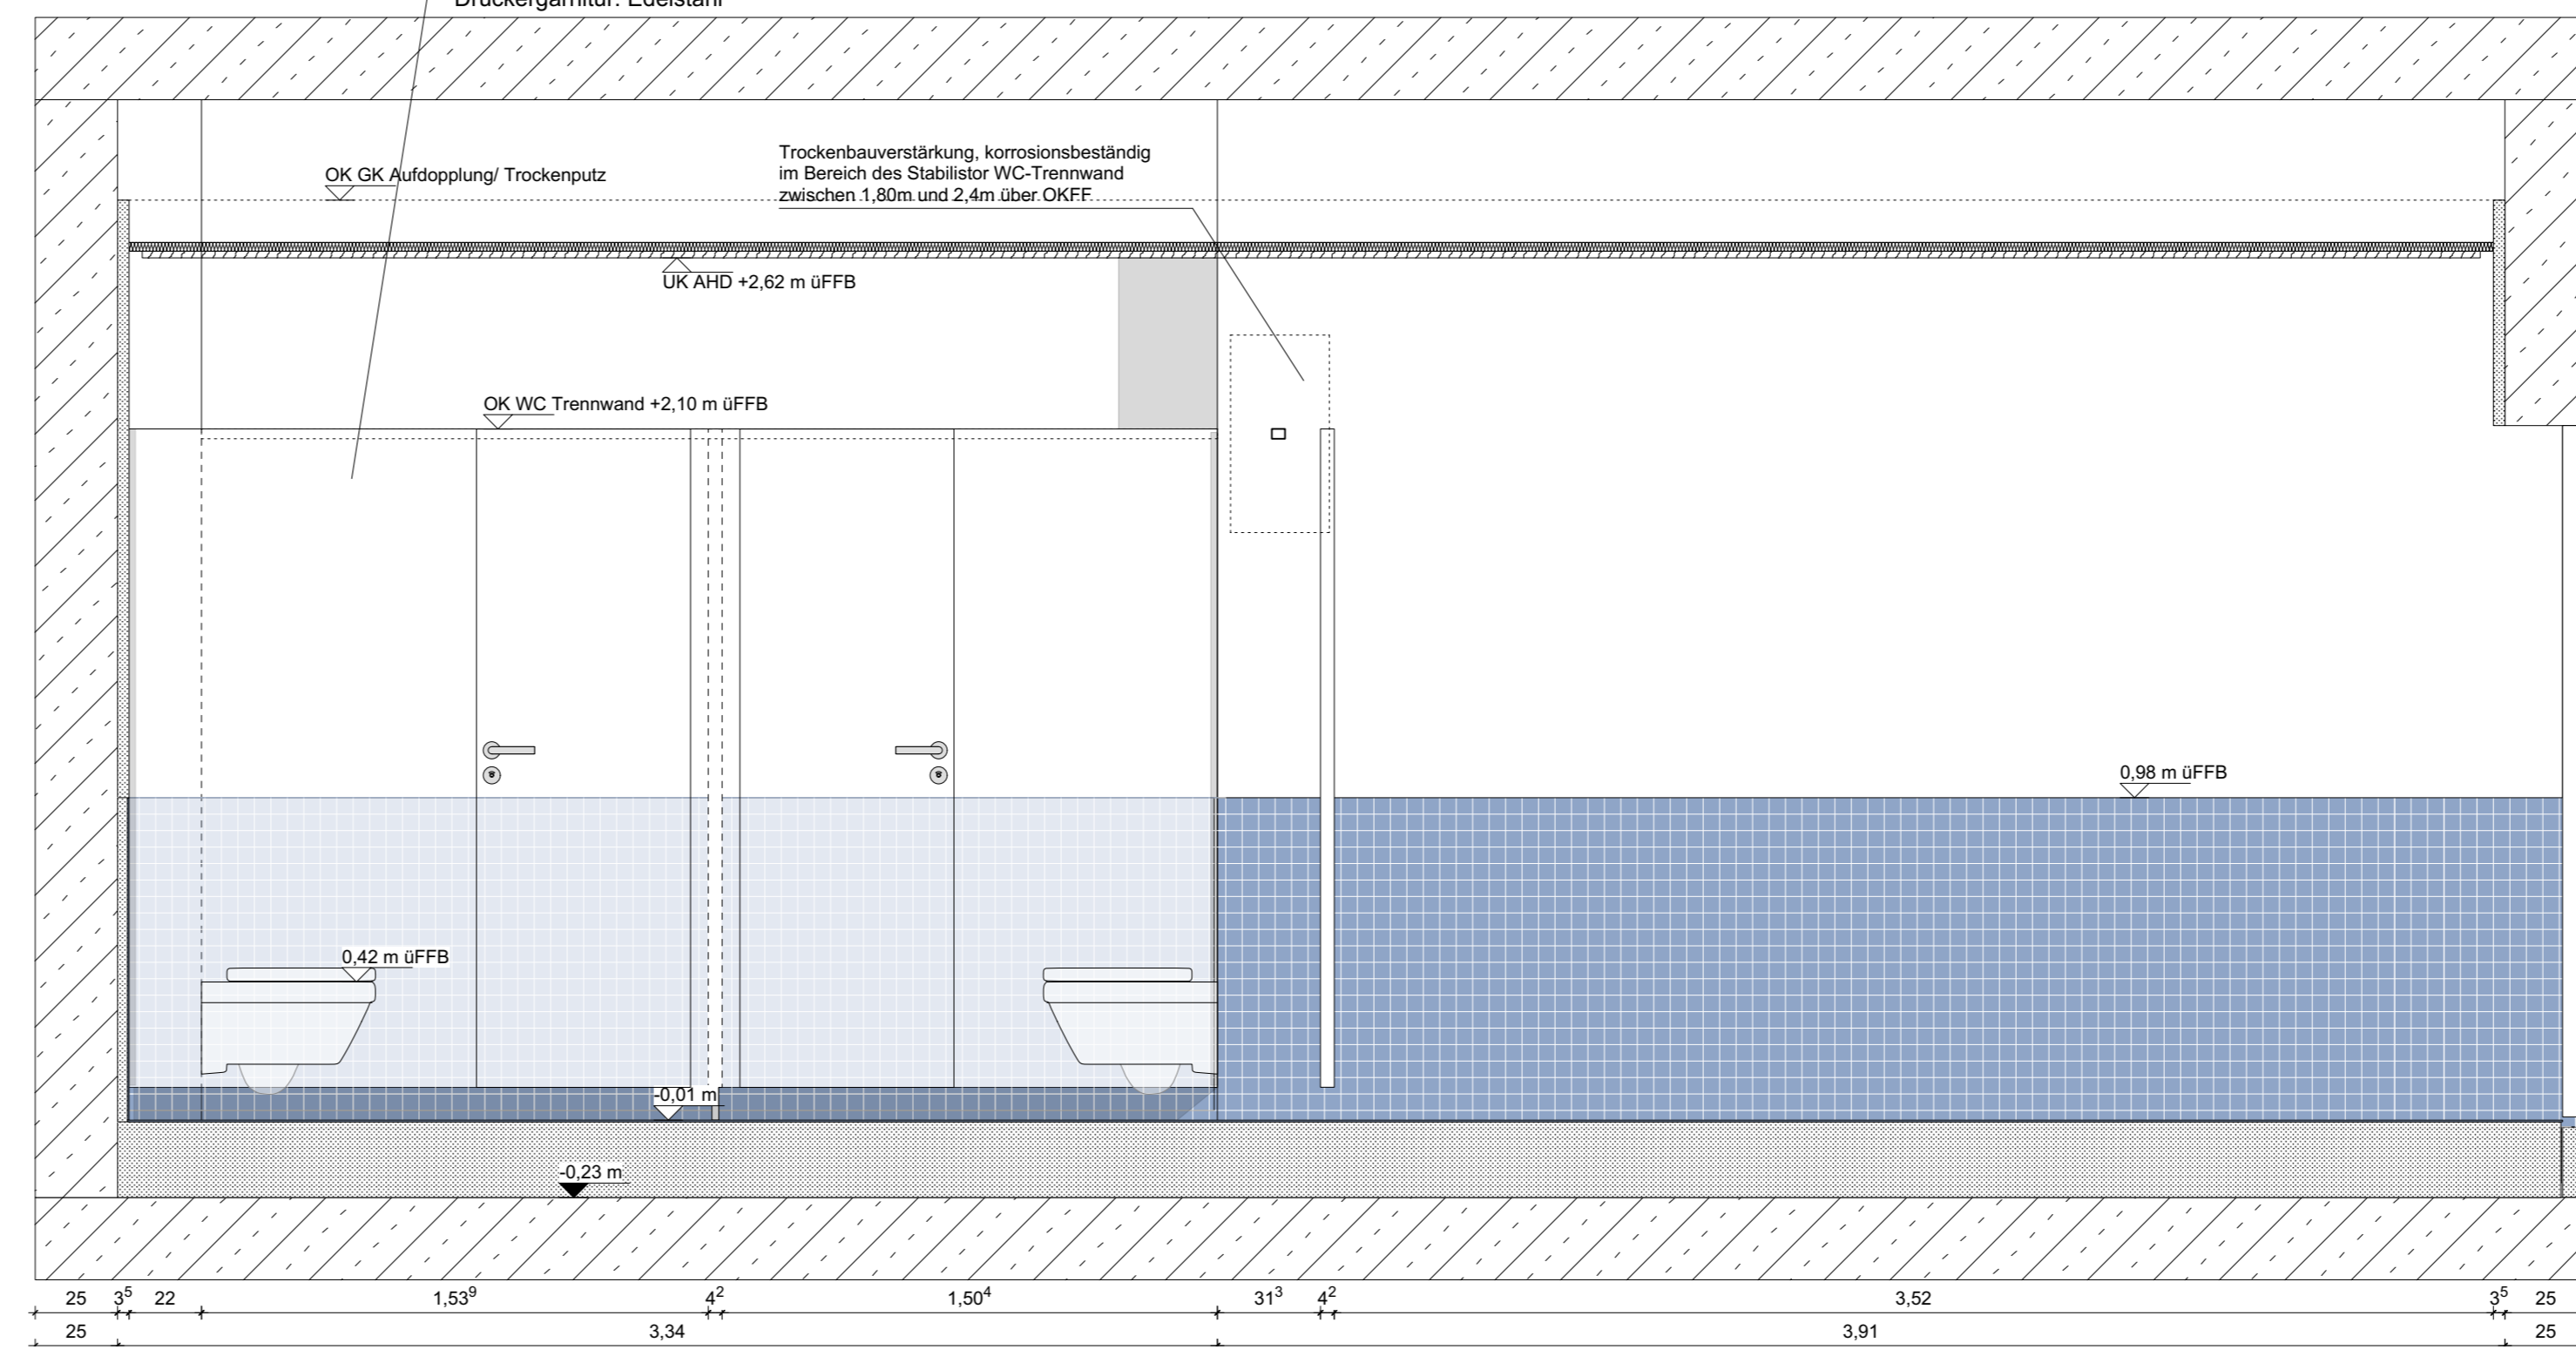 Drückergarnitur: Edelstahl
Trockenbauverstärkung, korrosionsbeständig
im Bereich des Stabilistor WC-Trennwand
zwischen 1,80m und 2,4m über OKFF
OK GK Aufdopplung/ Trockenputz
UK AHD +2,62 m üFFB
OK WC Trennwand +2,10 m üFFB
0,98 m üFFB
0,42 m üFFB
-0,01 m
-0,23 m
25 3⁵ 22 1,53⁹ 4² 1,50⁴ 31³ 4² 3,52 3⁵ 25
25 3,34 3,91 25